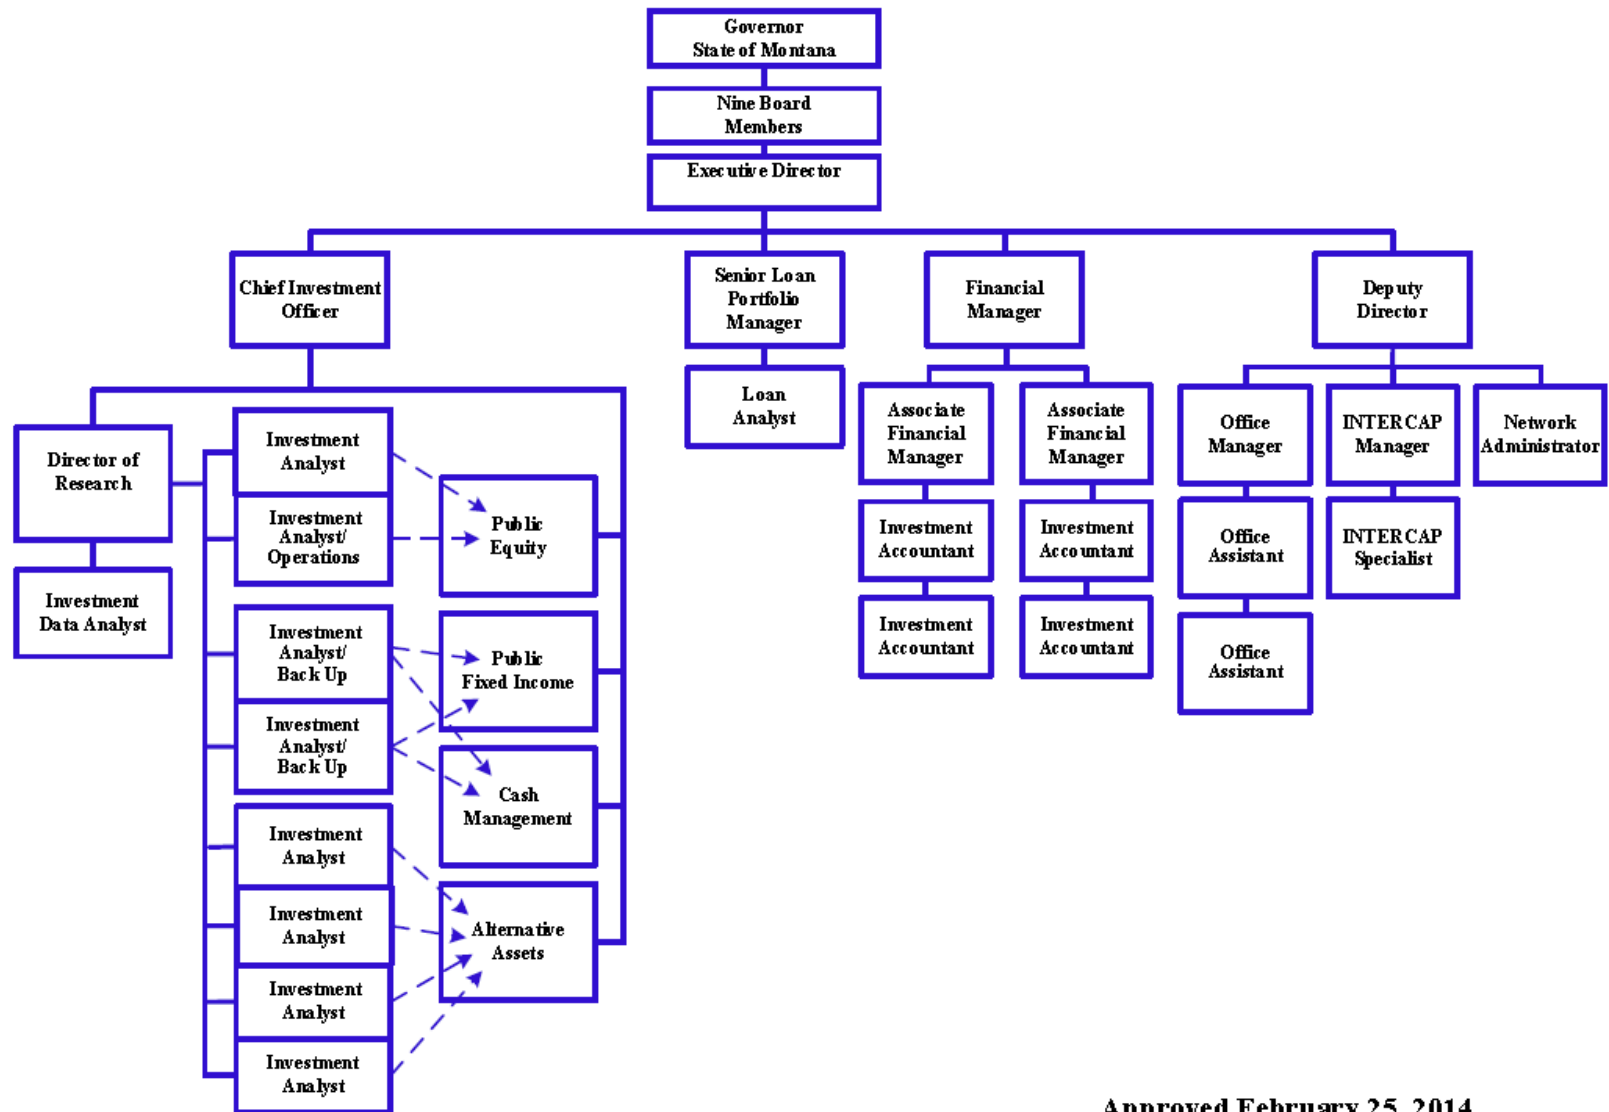 Governor
State of Montana
Nine Board
Members
Executive Director
Chief Investment
Officer
Senior Loan
Portfolio
Manager
Financial
Manager
Deputy
Director
Loan
Analyst
Associate
Financial
Manager
Associate
Financial
Manager
Office
Manager
INTERCAP
Manager
Network
Administrator
Director of
Research
Investment
Analyst
Investment
Analyst/
Operations
Public
Equity
Investment
Accountant
Investment
Accountant
Office
Assistant
INTERCAP
Specialist
Investment
Data Analyst
Investment
Analyst/
Back Up
Public
Fixed Income
Investment
Accountant
Investment
Accountant
Office
Assistant
Investment
Analyst/
Back Up
Cash
Management
Investment
Analyst
Investment
Analyst
Alternative
Assets
Investment
Analyst
Investment
Analyst
Approved February 25, 2014